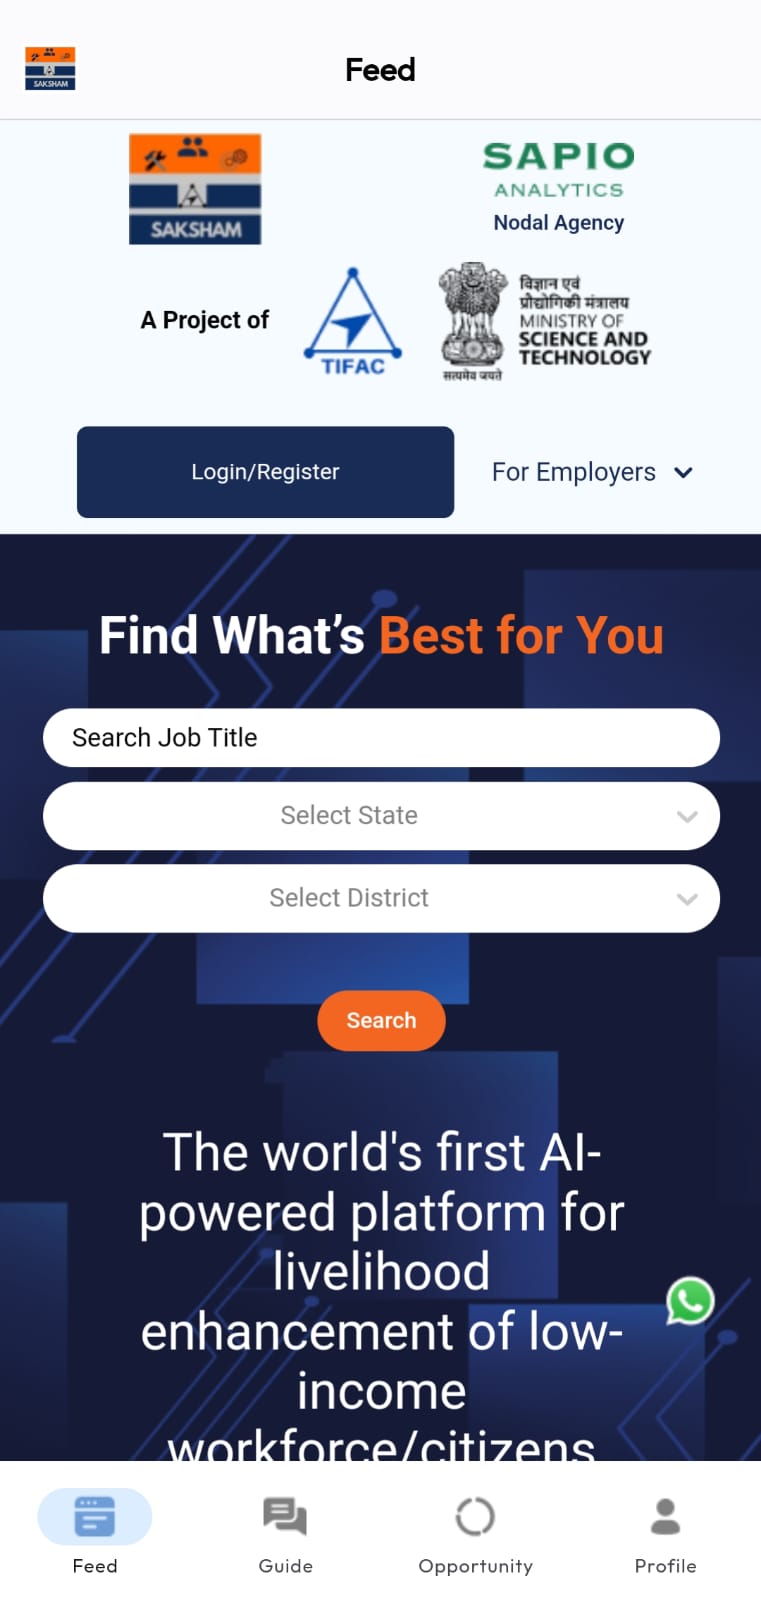 SAKSHAM
Feed
SAKSHAM
SAPIO
ANALYTICS
Nodal Agency
A Project of
TIFAC
सत्यमेव जयते
विज्ञान एवं
प्रौद्योगिकी मंत्रालय
MINISTRY OF
SCIENCE AND
TECHNOLOGY
Login/Register
For Employers
Find What’s Best for You
Search Job Title
Select State
Select District
Search
The world's first AI-
powered platform for
livelihood
enhancement of low-
income
workforce/citizens
Feed
Guide
Opportunity
Profile